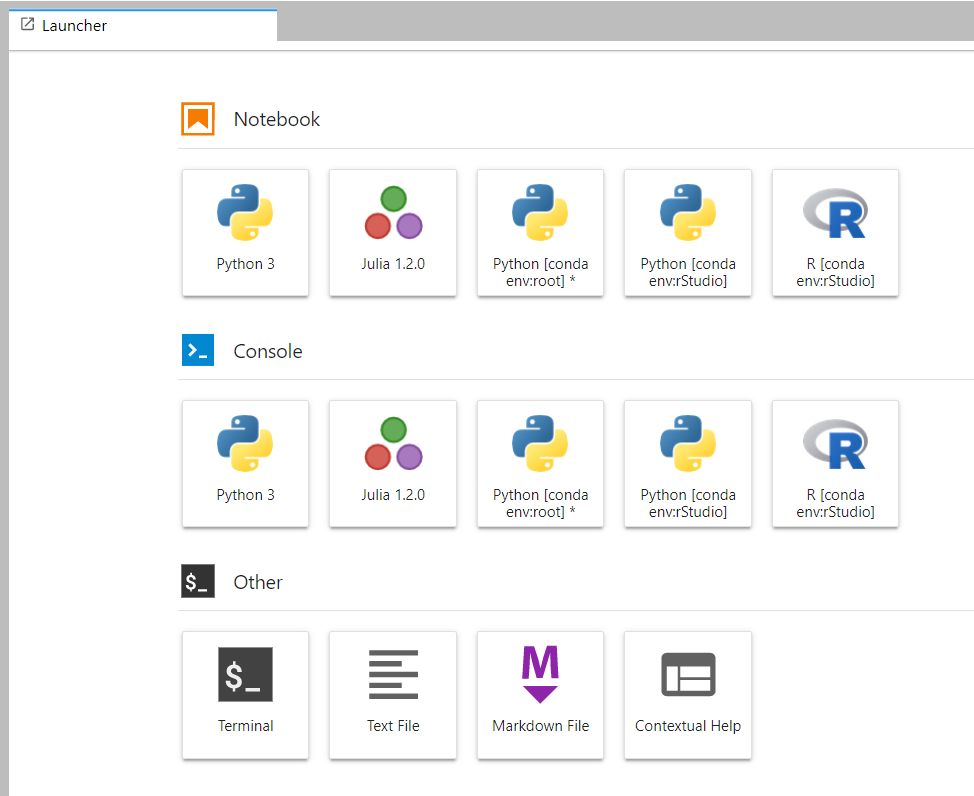 Launcher
Notebook
Python 3
Julia 1.2.0
Python [conda
env:root] *
Python [conda
env:rStudio]
R [conda
env:rStudio]
Console
Python 3
Julia 1.2.0
Python [conda
env:root] *
Python [conda
env:rStudio]
R [conda
env:rStudio]
$_ Other
$_
Terminal
Text File
M
Markdown File
Contextual Help